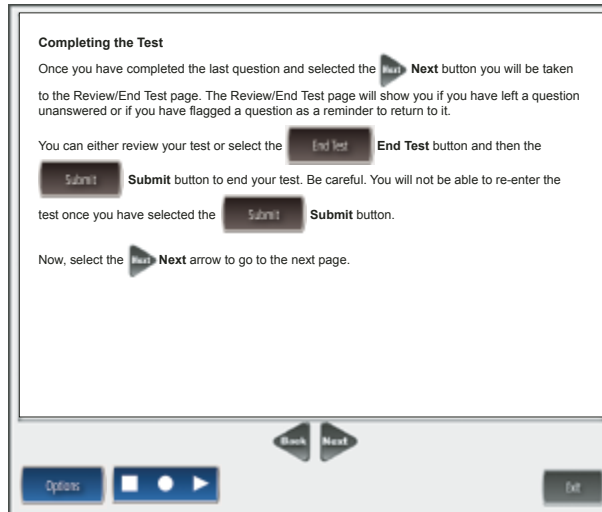 Completing the Test
Once you have completed the last question and selected the Next Next button you will be taken
to the Review/End Test page. The Review/End Test page will show you if you have left a question
unanswered or if you have flagged a question as a reminder to return to it.
You can either review your test or select the End Test End Test button and then the
Submit Submit button to end your test. Be careful. You will not be able to re-enter the
test once you have selected the Submit Submit button.
Now, select the Next Next arrow to go to the next page.
Back Next
Options Exit